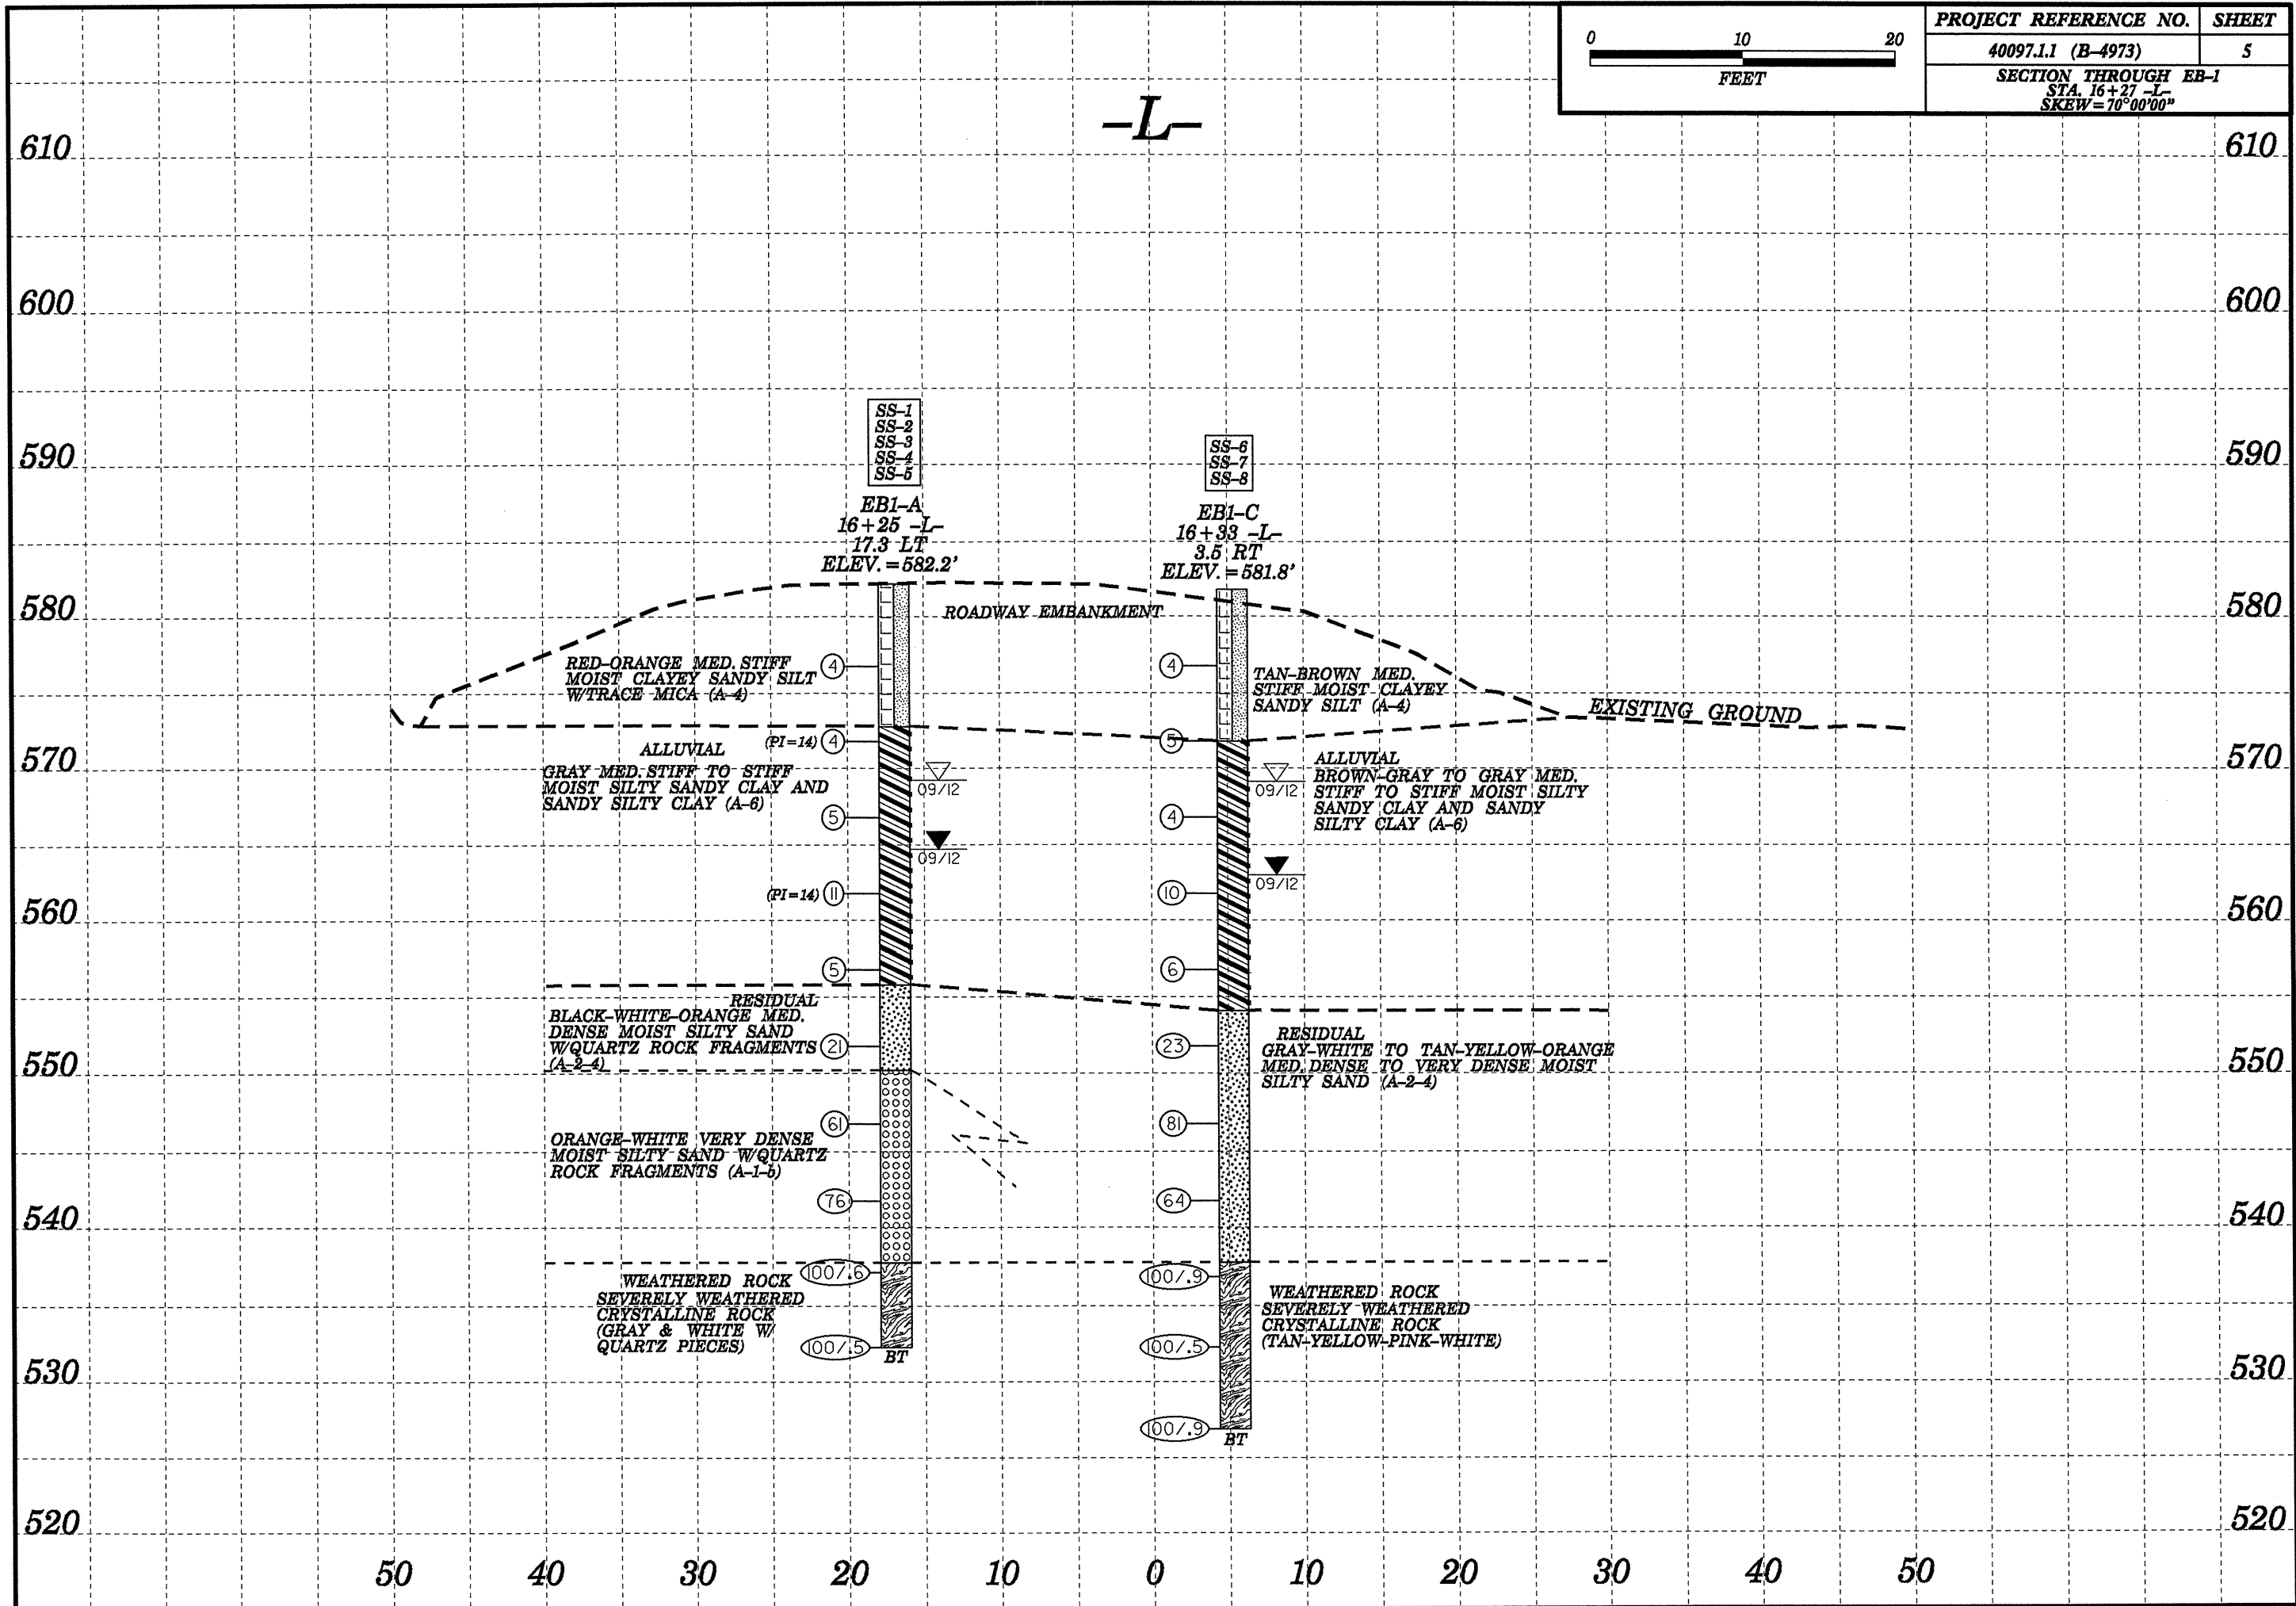 0 10 20
FEET
PROJECT REFERENCE NO. SHEET
40097.1.1 (B-4973) 5
SECTION THROUGH EB-1
STA. 16+27 -L-
SKEW=70°00'00"
-L-
610 610
600 600
590 590
580 580
570 570
560 560
550 550
540 540
530 530
520 520
SS-1
SS-2
SS-3
SS-4
SS-5
EB1-A
16+25 -L-
17.3 LT
ELEV.=582.2'
SS-6
SS-7
SS-8
EB1-C
16+33 -L-
3.5 RT
ELEV.=581.8'
ROADWAY EMBANKMENT
RED-ORANGE MED. STIFF
MOIST CLAYEY SANDY SILT
W/TRACE MICA (A-4)
4
4
TAN-BROWN MED.
STIFF MOIST CLAYEY
SANDY SILT (A-4)
EXISTING GROUND
ALLUVIAL
GRAY MED. STIFF TO STIFF
MOIST SILTY SANDY CLAY AND
SANDY SILTY CLAY (A-6)
(PI=14) 4
5
(PI=14) 11
5
09/12
09/12
5
4
10
6
09/12
09/12
ALLUVIAL
BROWN-GRAY TO GRAY MED.
STIFF TO STIFF MOIST SILTY
SANDY CLAY AND SANDY
SILTY CLAY (A-6)
RESIDUAL
BLACK-WHITE-ORANGE MED.
DENSE MOIST SILTY SAND
W/QUARTZ ROCK FRAGMENTS
(A-2-4)
21
23
RESIDUAL
GRAY-WHITE TO TAN-YELLOW-ORANGE
MED. DENSE TO VERY DENSE MOIST
SILTY SAND (A-2-4)
ORANGE-WHITE VERY DENSE
MOIST SILTY SAND W/QUARTZ
ROCK FRAGMENTS (A-1-b)
61
76
81
64
WEATHERED ROCK
SEVERELY WEATHERED
CRYSTALLINE ROCK
(GRAY & WHITE W/
QUARTZ PIECES)
100/.6
100/.5
BT
100/.9
100/.5
100/.9
BT
WEATHERED ROCK
SEVERELY WEATHERED
CRYSTALLINE ROCK
(TAN-YELLOW-PINK-WHITE)
50 40 30 20 10 0 10 20 30 40 50